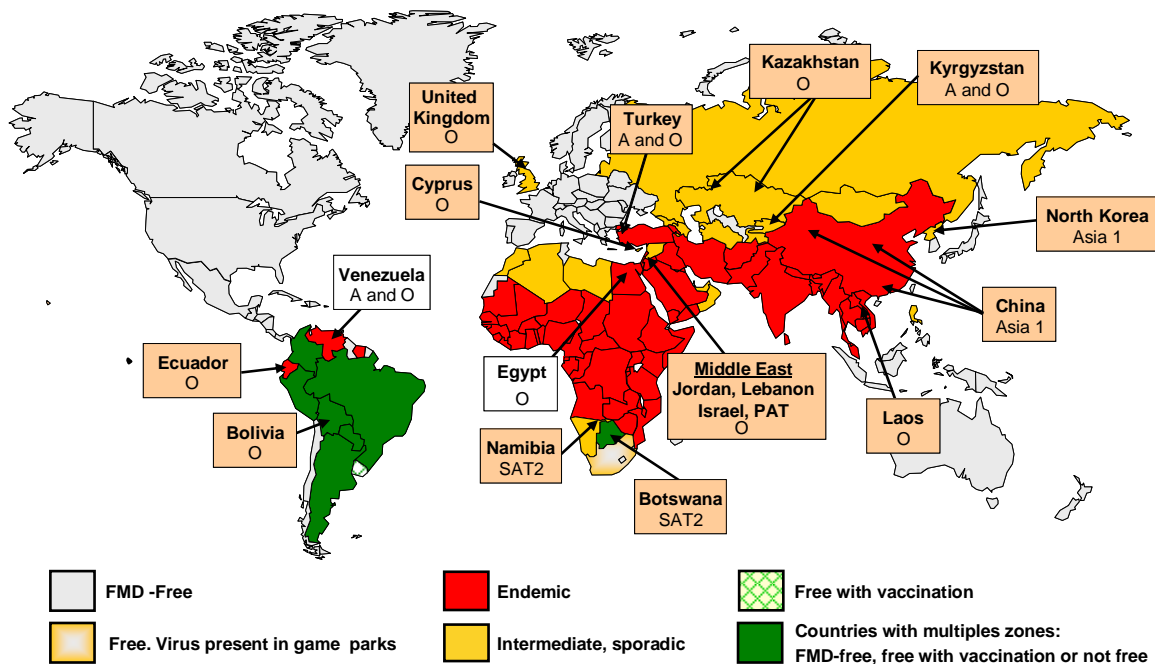 Kazakhstan
O
Kyrgyzstan
A and O
United
Kingdom
O
Turkey
A and O
Cyprus
O
North Korea
Asia 1
Venezuela
A and O
China
Asia 1
Ecuador
O
Egypt
O
Middle East
Jordan, Lebanon
Israel, PAT
O
Laos
O
Bolivia
O
Namibia
SAT2
Botswana
SAT2
FMD -Free
Endemic
Free with vaccination
Free. Virus present in game parks
Intermediate, sporadic
Countries with multiples zones:
FMD-free, free with vaccination or not free